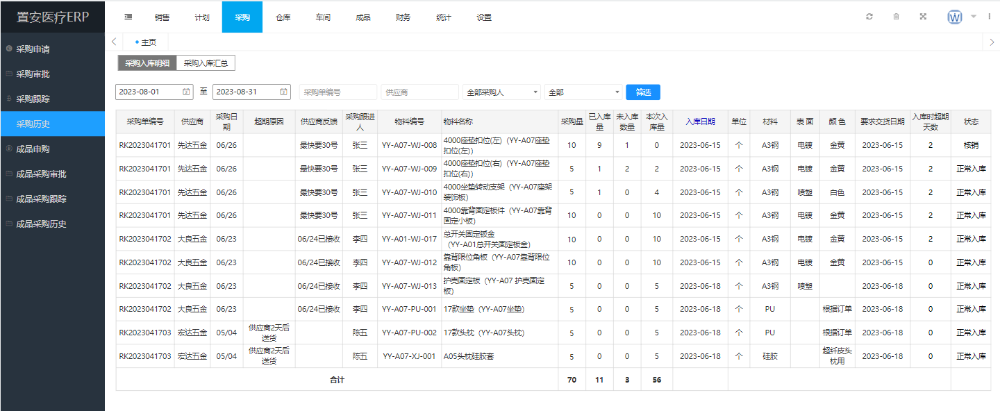 置安医疗ERP
销售 计划 采购 仓库 车间 成品 财务 统计 设置
W
主页
采购申请
采购审批
采购跟踪
采购历史
成品申购
成品采购审批
成品采购跟踪
成品采购历史
采购入库明细 采购入库汇总
2023-08-01 至 2023-08-31 采购单编号 供应商 全部采购人 全部 筛选
采购单编号 供应商 采购日期 超期原因 供应商反馈 采购跟进人 物料编号 物料名称 采购量 已入库量 未入库数量 本次入库量 入库日期 单位 材料 表 面 颜 色 要求交货日期 入库时超期天数 状态
RK2023041701 先达五金 06/26 最快要30号 张三 YY-A07-WJ-008 4000座垫扣位(左)（YY-A07座垫扣位(左)） 10 9 1 0 2023-06-15 个 A3钢 电镀 金黄 2023-06-15 2 核销
RK2023041701 先达五金 06/26 最快要30号 张三 YY-A07-WJ-009 4000座垫扣位(右)（YY-A07座垫扣位(右)） 5 1 2 2 2023-06-15 个 A3钢 电镀 金黄 2023-06-15 2 正常入库
RK2023041701 先达五金 06/26 最快要30号 张三 YY-A07-WJ-010 4000坐垫转动支架（YY-A07座架装饰板） 5 1 0 4 2023-06-15 个 A3钢 喷塑 白色 2023-06-15 2 正常入库
RK2023041701 先达五金 06/26 最快要30号 张三 YY-A07-WJ-011 4000靠背固定板件（YY-A07靠背固定小板） 10 0 0 10 2023-06-15 个 A3钢 电镀 金黄 2023-06-15 2 正常入库
RK2023041702 大良五金 06/23 06/24已接收 李四 YY-A01-WJ-017 总开关固定钣金（YY-A01总开关固定钣金） 10 0 0 10 2023-06-15 个 A3钢 电镀 金黄 2023-06-15 2 正常入库
RK2023041702 大良五金 06/23 06/24已接收 李四 YY-A07-WJ-012 靠背限位角板（YY-A07靠背限位角板） 10 0 0 10 2023-06-15 个 A3钢 电镀 金黄 2023-06-15 0 正常入库
RK2023041702 大良五金 06/23 06/24已接收 李四 YY-A07-WJ-013 护壳固定板（YY-A07 护壳固定板） 5 0 0 5 2023-06-18 个 A3钢 喷塑 2023-06-18 0 正常入库
RK2023041702 大良五金 06/23 06/24已接收 李四 YY-A07-PU-001 17款坐垫（YY-A07坐垫） 5 0 0 5 2023-06-18 个 PU 根据订单 2023-06-18 0 正常入库
RK2023041703 宏达五金 05/04 供应商2天后送货 陈五 YY-A07-PU-002 17款头枕（YY-A07头枕） 5 0 0 5 2023-06-18 个 PU 根据订单 2023-06-18 0 正常入库
RK2023041703 宏达五金 05/04 供应商2天后送货 陈五 YY-A07-XJ-001 A05头枕硅胶套 5 0 0 5 2023-06-18 个 硅胶 超纤皮头枕用 2023-06-18 0 正常入库
合计 70 11 3 56